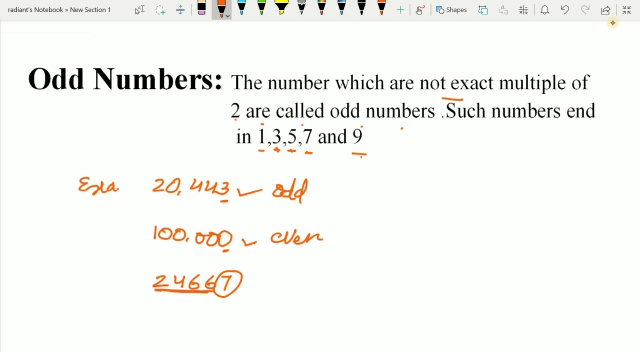 radiant's Notebook » New Section 1
Shapes
Odd Numbers: The number which are not exact multiple of
2 are called odd numbers .Such numbers end
in 1,3,5,7 and 9
Exa 20,443 odd
100,000 even
24667